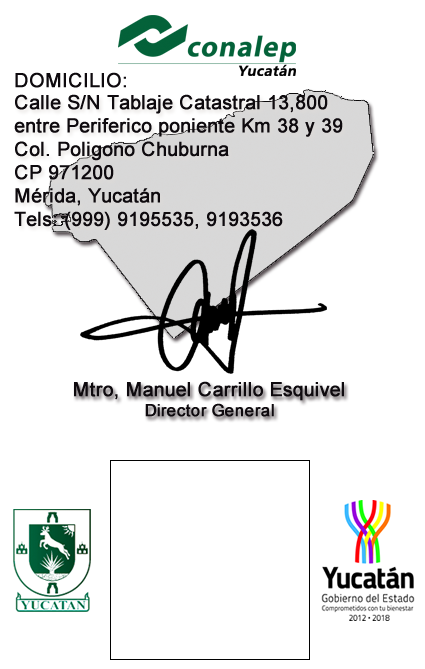 conalep
Yucatán
DOMICILIO:
Calle S/N Tablaje Catastral 13,800
entre Periferico poniente Km 38 y 39
Col. Poligono Chuburna
CP 971200
Mérida, Yucatán
Tels: (999) 9195535, 9193536
Mtro, Manuel Carrillo Esquivel
Director General
YUCATAN
Yucatán
Gobierno del Estado
Comprometidos con tu bienestar
2012 • 2018